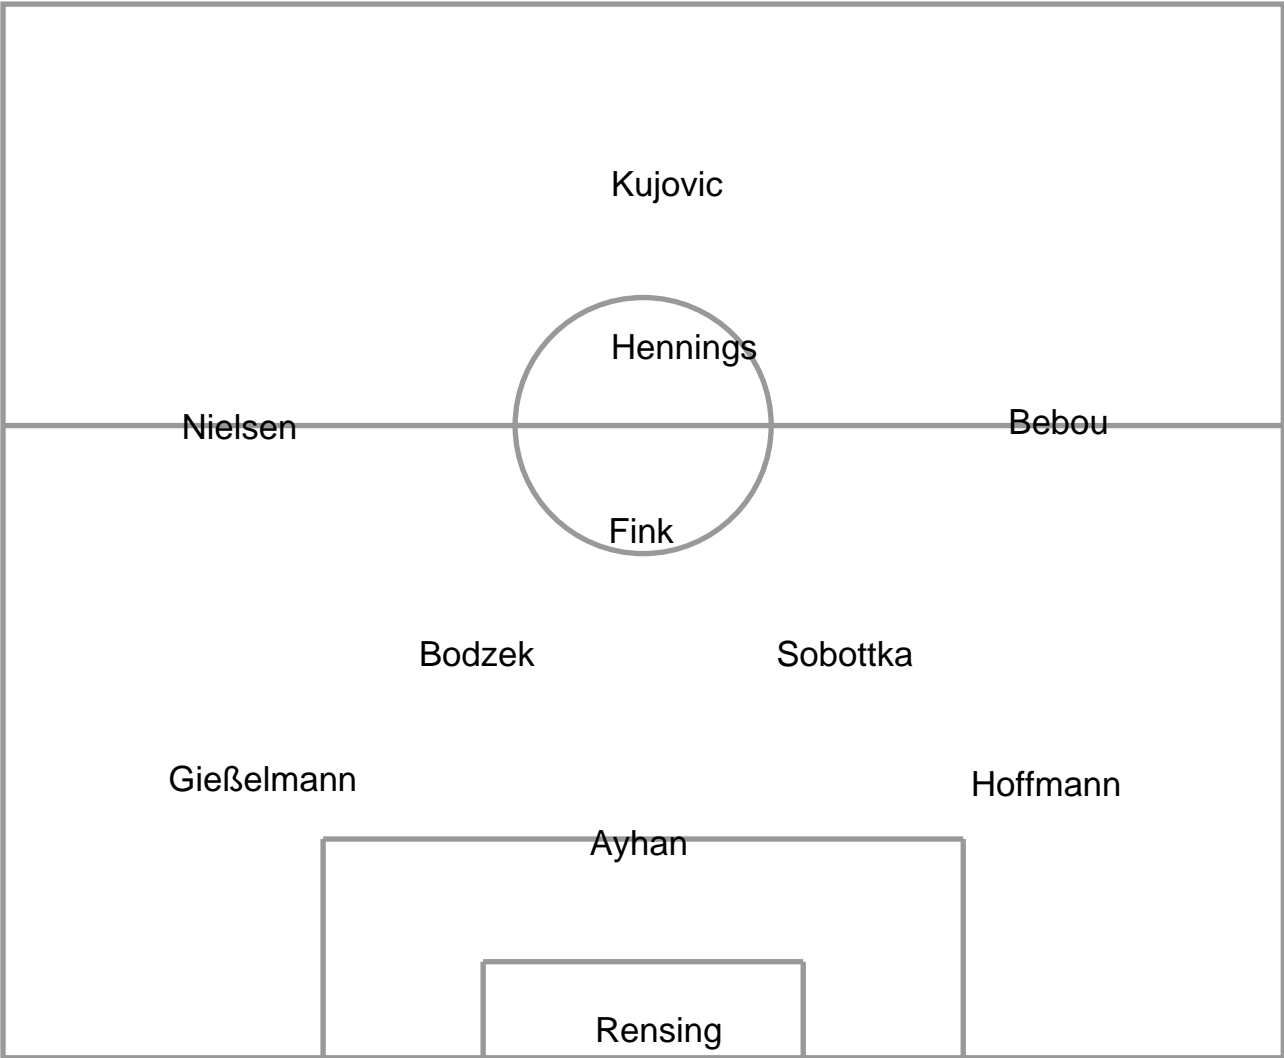 Kujovic
Hennings
Nielsen
Bebou
Fink
Bodzek
Sobottka
Gießelmann
Hoffmann
Ayhan
Rensing